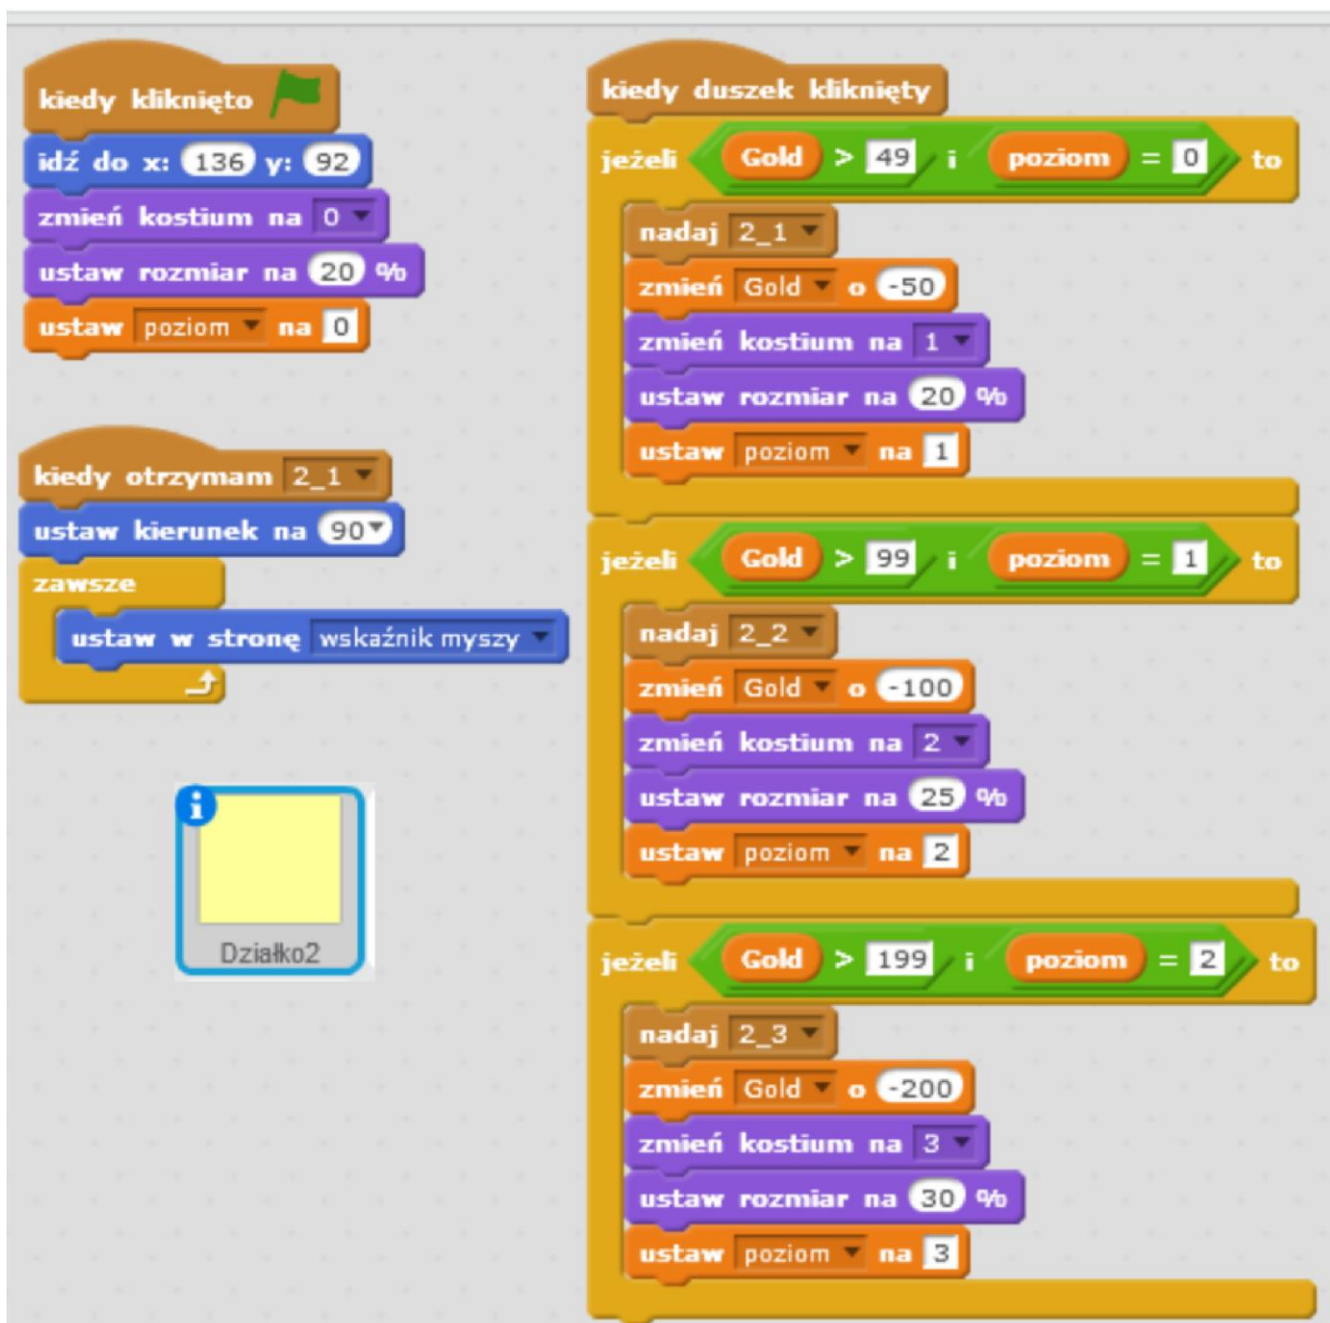 kiedy kliknięto
idź do x: 136 y: 92
zmień kostium na 0
ustaw rozmiar na 20 %
ustaw poziom na 0
kiedy otrzymam 2_1
ustaw kierunek na 90
zawsze
ustaw w stronę wskaźnik myszy
i
Działko2
kiedy duszek kliknięty
jeżeli Gold > 49 i poziom = 0 to
nadaj 2_1
zmień Gold o -50
zmień kostium na 1
ustaw rozmiar na 20 %
ustaw poziom na 1
jeżeli Gold > 99 i poziom = 1 to
nadaj 2_2
zmień Gold o -100
zmień kostium na 2
ustaw rozmiar na 25 %
ustaw poziom na 2
jeżeli Gold > 199 i poziom = 2 to
nadaj 2_3
zmień Gold o -200
zmień kostium na 3
ustaw rozmiar na 30 %
ustaw poziom na 3